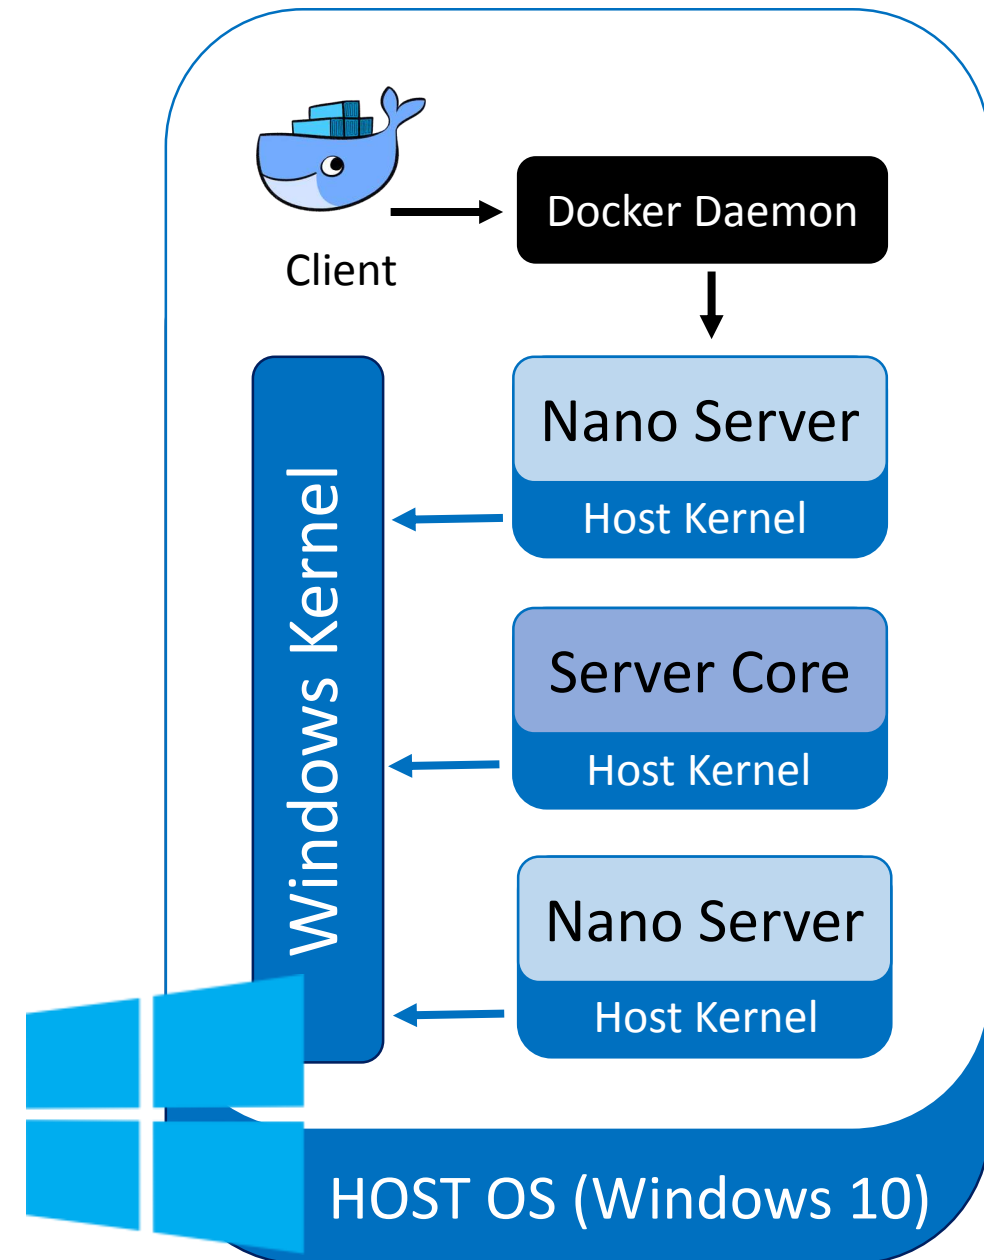 Docker Daemon
Client
Windows Kernel
Nano Server
Host Kernel
Server Core
Host Kernel
Nano Server
Host Kernel
HOST OS (Windows 10)